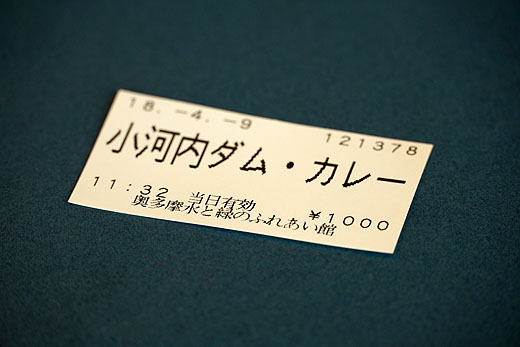 18.-4.-9 121378
小河内ダム・カレー
11:32 当日有効 ¥1000
奥多摩水と緑のふれあい館